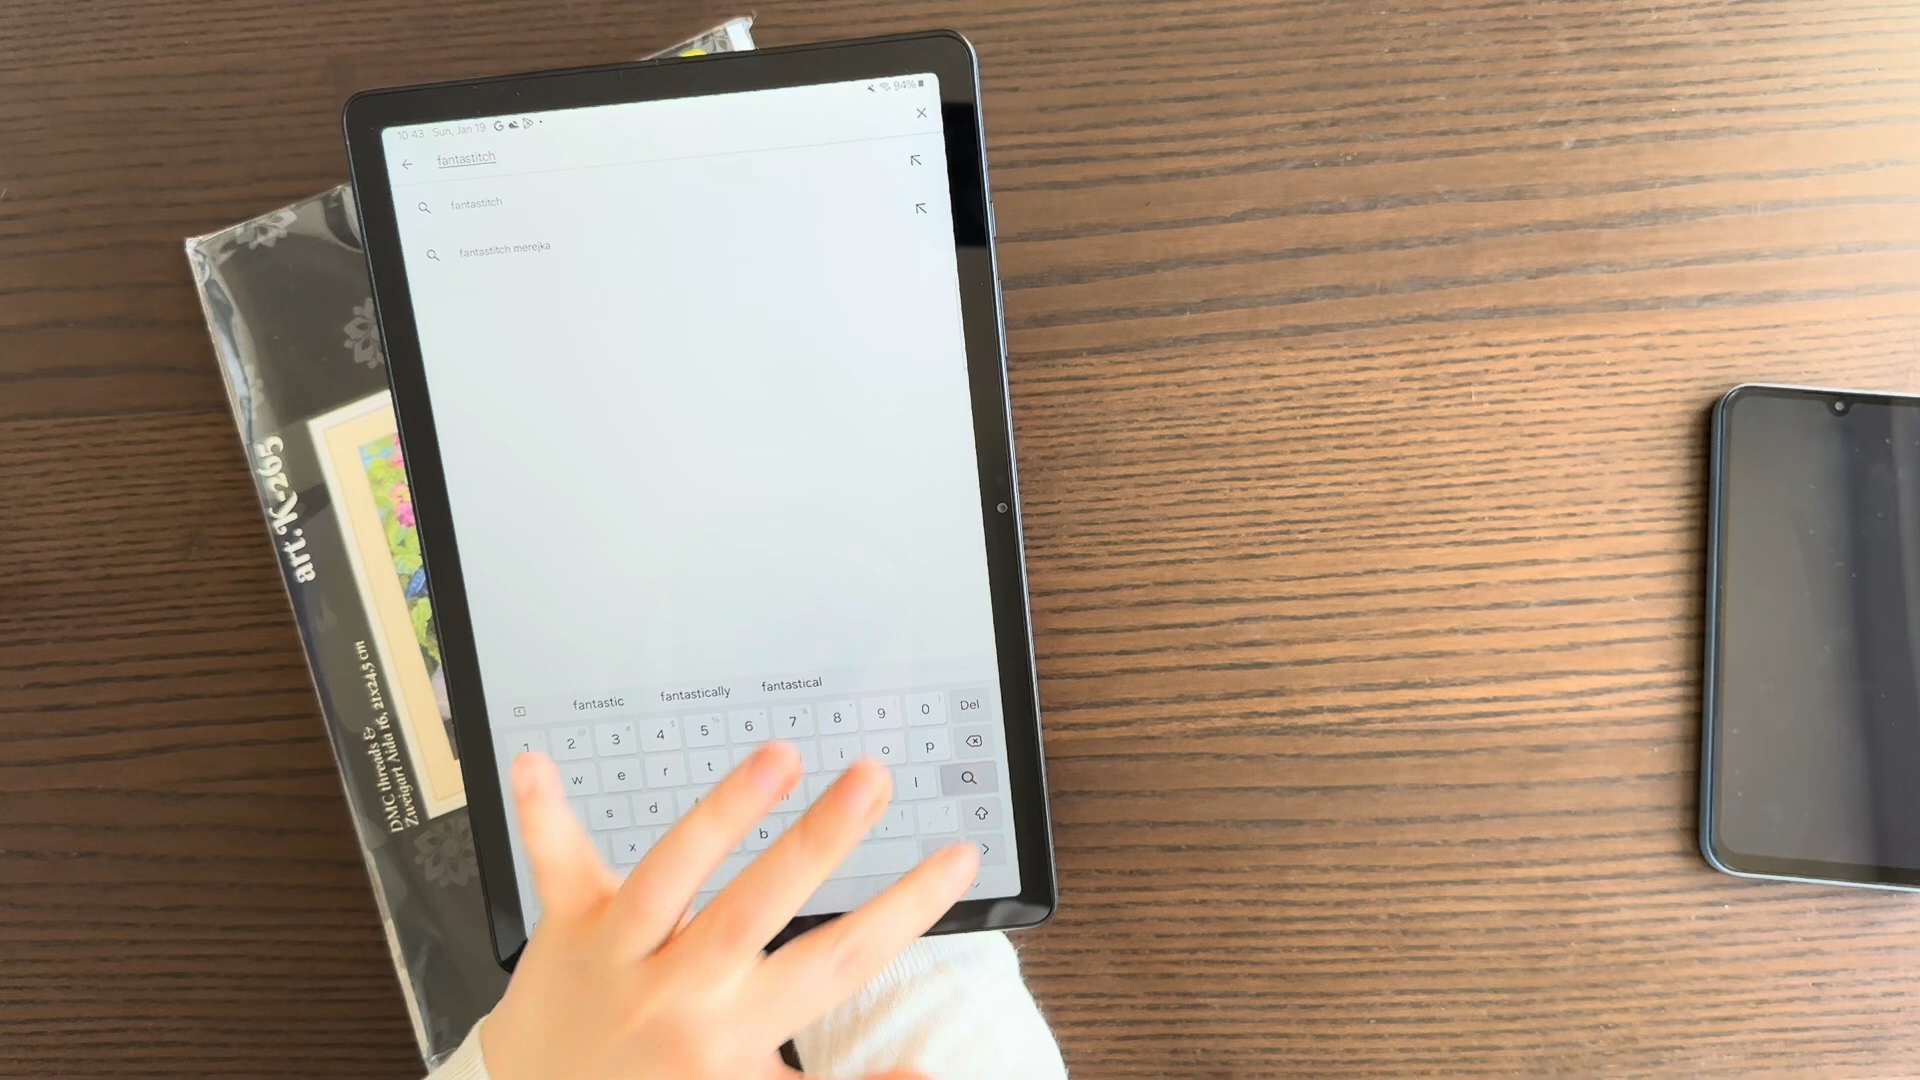 10:43 Sun, Jan 19
94%
fantastitch
fantastitch
fantastitch merejka
fantastic fantastically fantastical
1 2 3 4 5 6 7 8 9 0 Del
w e r t i o p
s d l
x b , ! ?
art. K-265
DMC threads &
Zweigart Aida 16, 21x24,5 cm